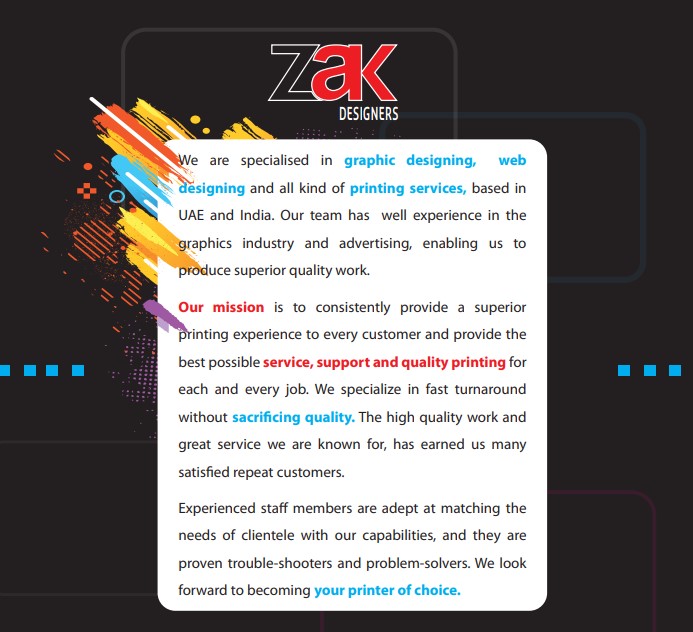 zak
DESIGNERS
We are specialised in graphic designing, web
designing and all kind of printing services, based in
UAE and India. Our team has well experience in the
graphics industry and advertising, enabling us to
produce superior quality work.
Our mission is to consistently provide a superior
printing experience to every customer and provide the
best possible service, support and quality printing for
each and every job. We specialize in fast turnaround
without sacrificing quality. The high quality work and
great service we are known for, has earned us many
satisfied repeat customers.
Experienced staff members are adept at matching the
needs of clientele with our capabilities, and they are
proven trouble-shooters and problem-solvers. We look
forward to becoming your printer of choice.